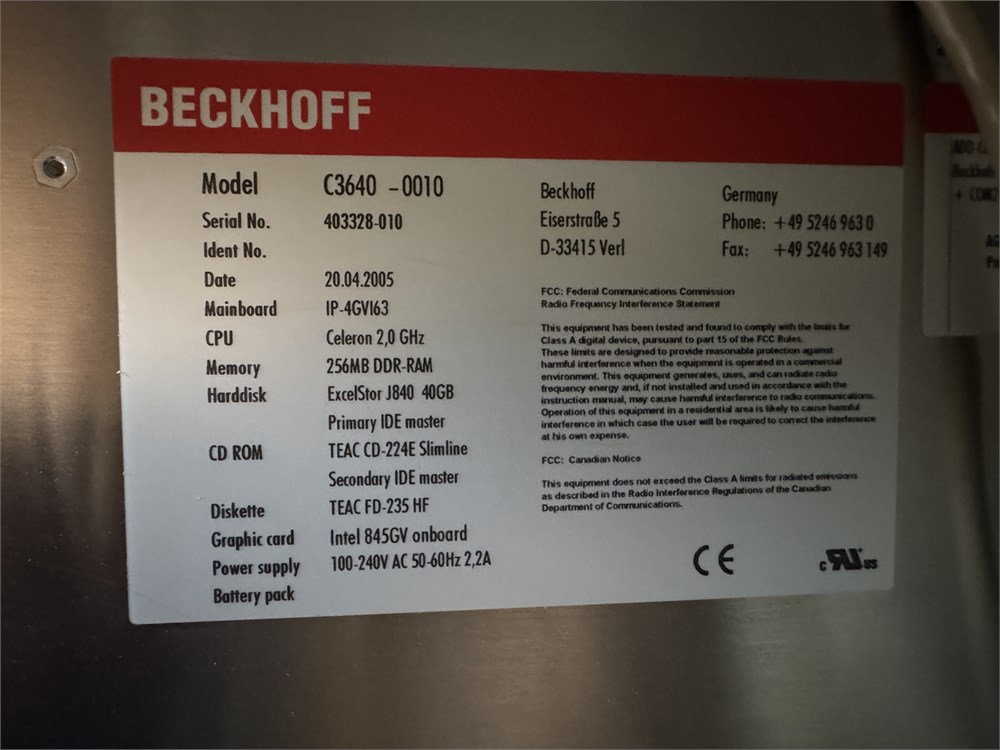 BECKHOFF
Model C3640 -0010
Serial No. 403328-010
Ident No.
Date 20.04.2005
Mainboard IP-4GVI63
CPU Celeron 2,0 GHz
Memory 256MB DDR-RAM
Harddisk ExcelStor J840 40GB
Primary IDE master
CD ROM TEAC CD-224E Slimline
Secondary IDE master
Diskette TEAC FD-235 HF
Graphic card Intel 845GV onboard
Power supply 100-240V AC 50-60Hz 2,2A
Battery pack
Beckhoff Germany
Eiserstraße 5 Phone: +49 5246 963 0
D-33415 Verl Fax: +49 5246 963 149
FCC: Federal Communications Commission
Radio Frequency Interference Statement
This equipment has been tested and found to comply with the limits for
Class A digital device, pursuant to part 15 of the FCC Rules.
These limits are designed to provide reasonable protection against
harmful interference when the equipment is operated in a commercial
environment. This equipment generates, uses, and can radiate radio
frequency energy and, if not installed and used in accordance with the
instruction manual, may cause harmful interference to radio communications.
Operation of this equipment in a residential area is likely to cause harmful
interference in which case the user will be required to correct the interference
at his own expense.
FCC: Canadian Notice
This equipment does not exceed the Class A limits for radiated emissions
as described in the Radio Interference Regulations of the Canadian
Department of Communications.
CE c RU US